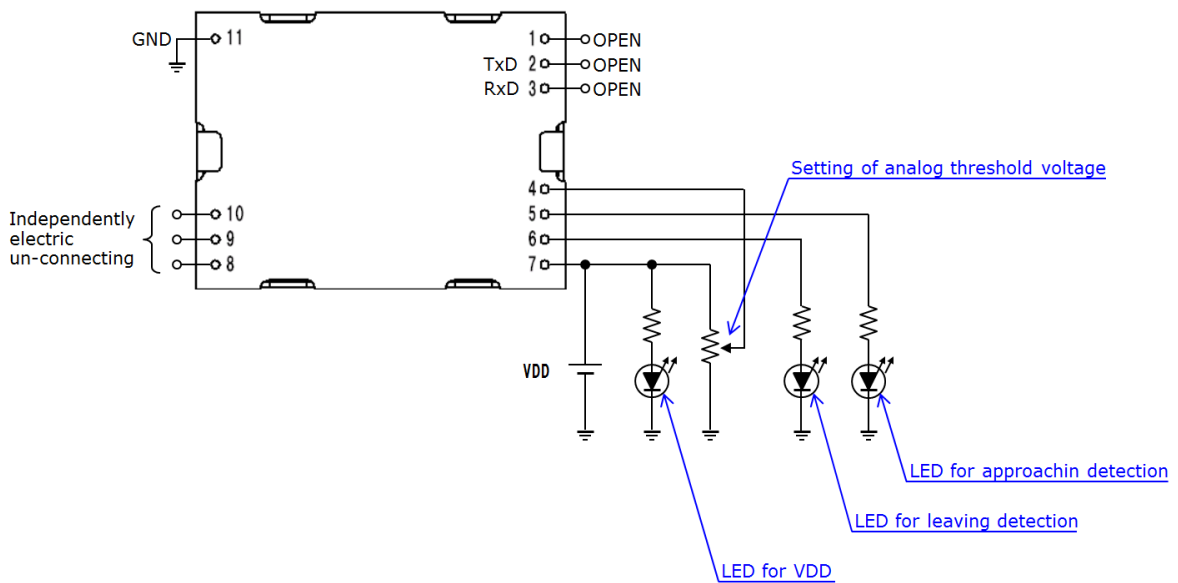 GND
11
1 OPEN
TxD 2 OPEN
RxD 3 OPEN
Setting of analog threshold voltage
4
Independently
electric
un-connecting
10
9
8
5
6
7
VDD
LED for approachin detection
LED for leaving detection
LED for VDD